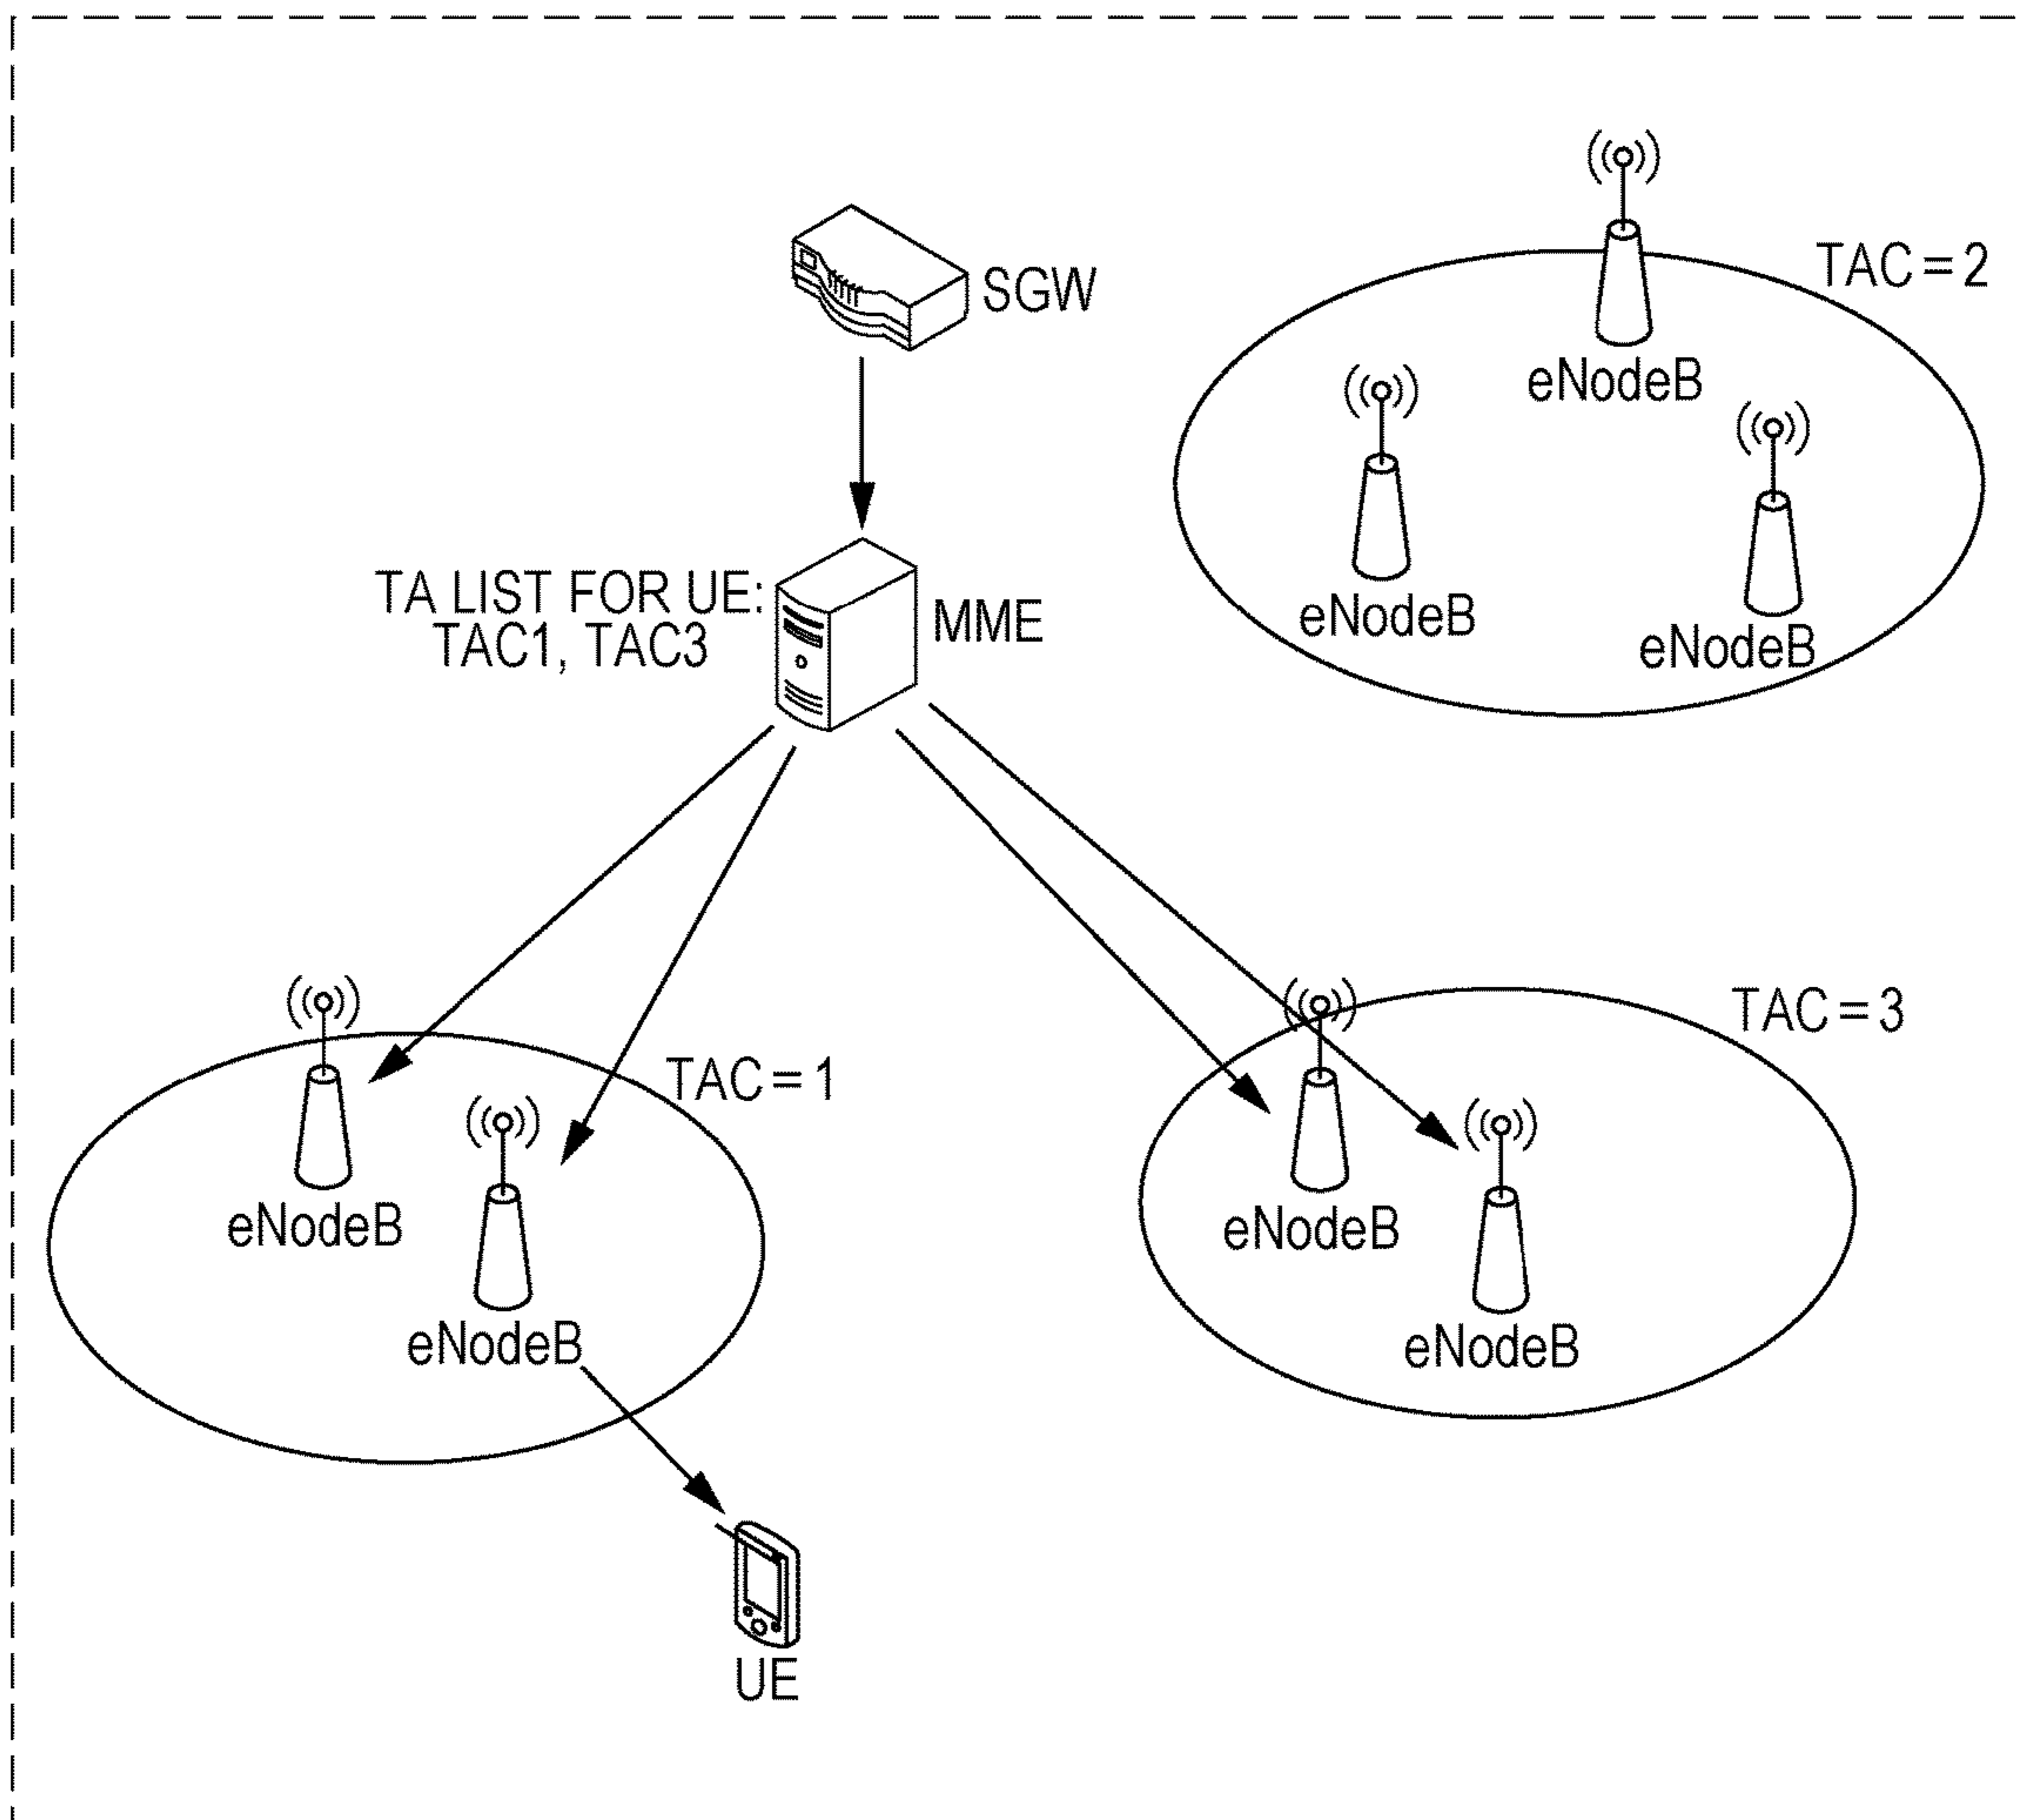 SGW
TAC=2
eNodeB
eNodeB
eNodeB
TA LIST FOR UE:
TAC1, TAC3
MME
TAC=1
eNodeB
eNodeB
TAC=3
eNodeB
eNodeB
UE